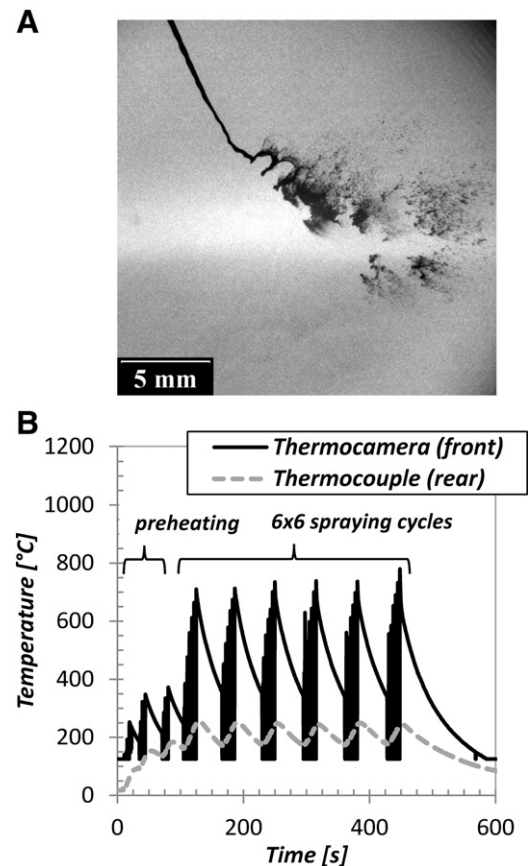 A
5 mm
B
1200
1000
800
600
400
200
0
Temperature [°C]
Thermocamera (front)
Thermocouple (rear)
preheating 6x6 spraying cycles
0 200 400 600
Time [s]